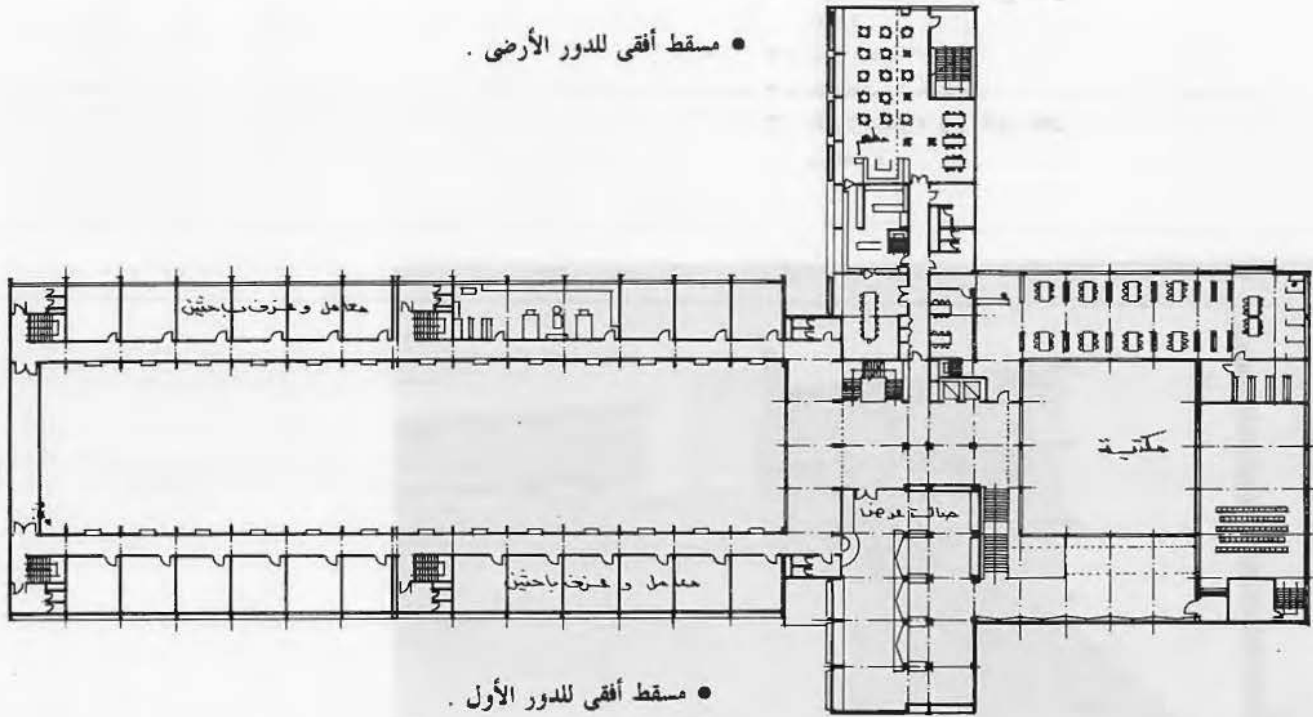 • مسقط أفقى للدور الأرضى .
مطعم
معامل و غرف باحثين
مكتبة
صالة عرض
معامل و غرف باحثين
• مسقط أفقى للدور الأول .